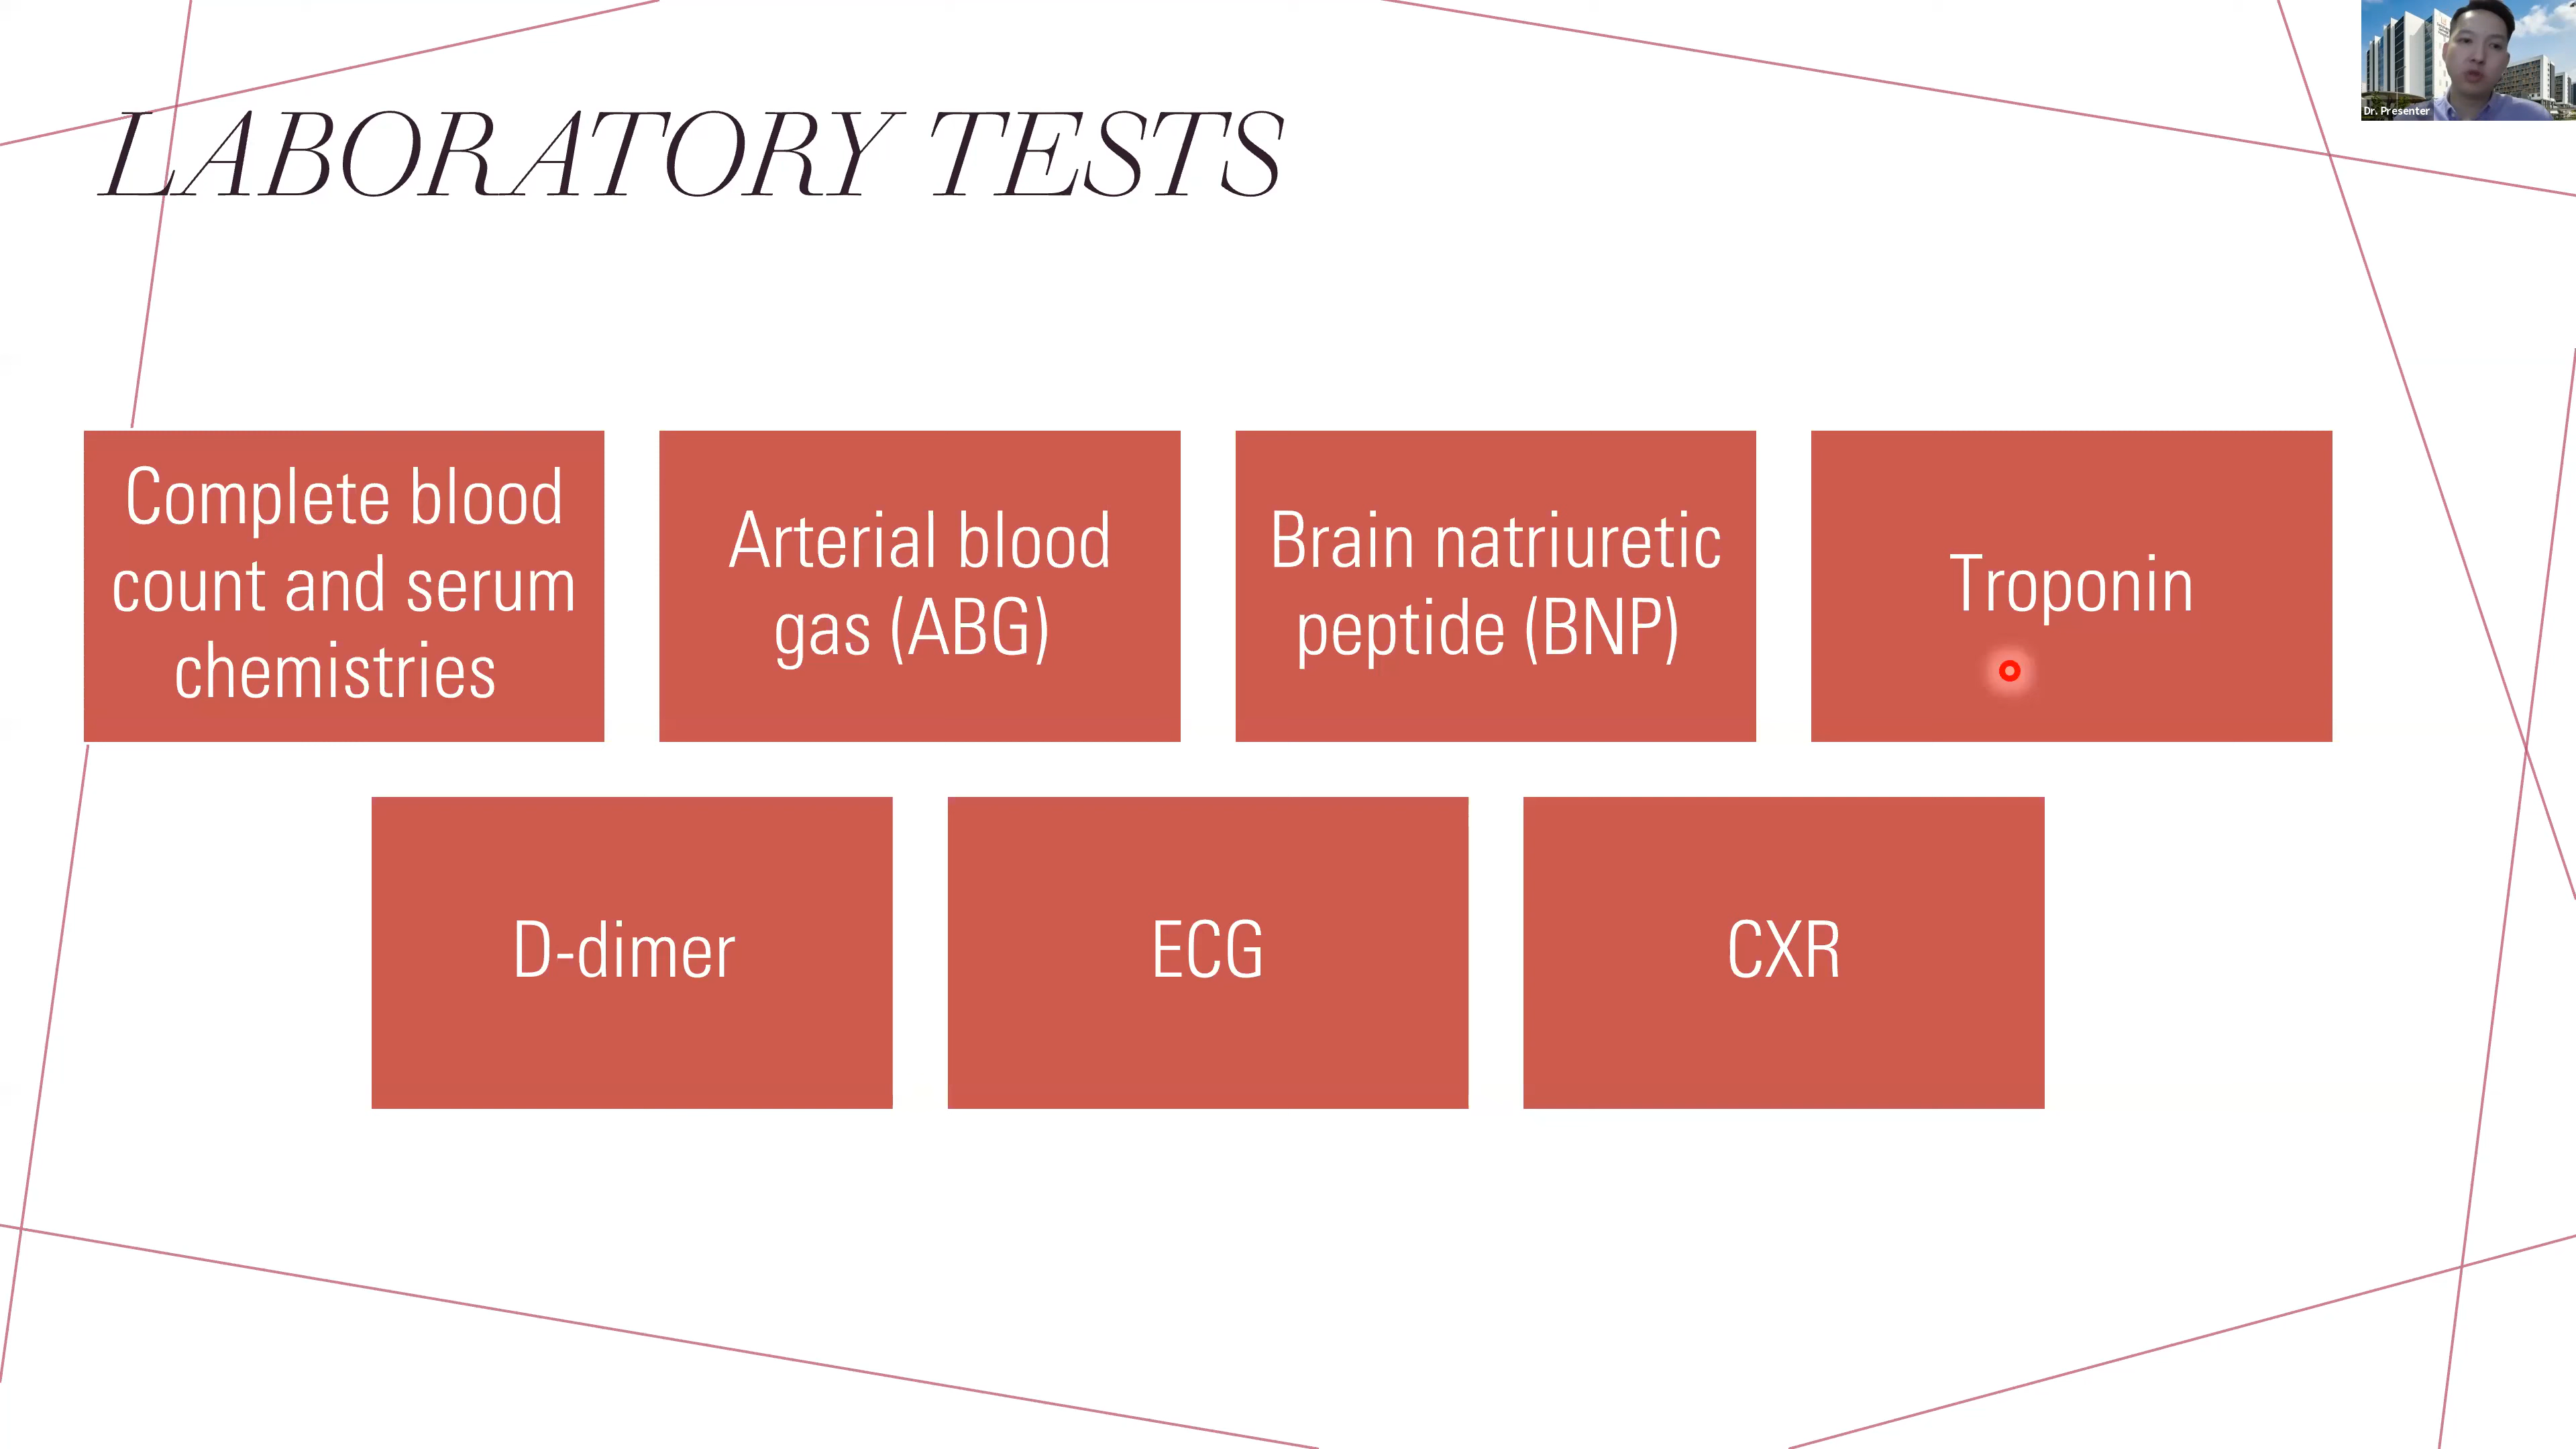 LABORATORY TESTS
Dr. Presenter
Complete blood
count and serum
chemistries
Arterial blood
gas (ABG)
Brain natriuretic
peptide (BNP)
Troponin
D-dimer
ECG
CXR